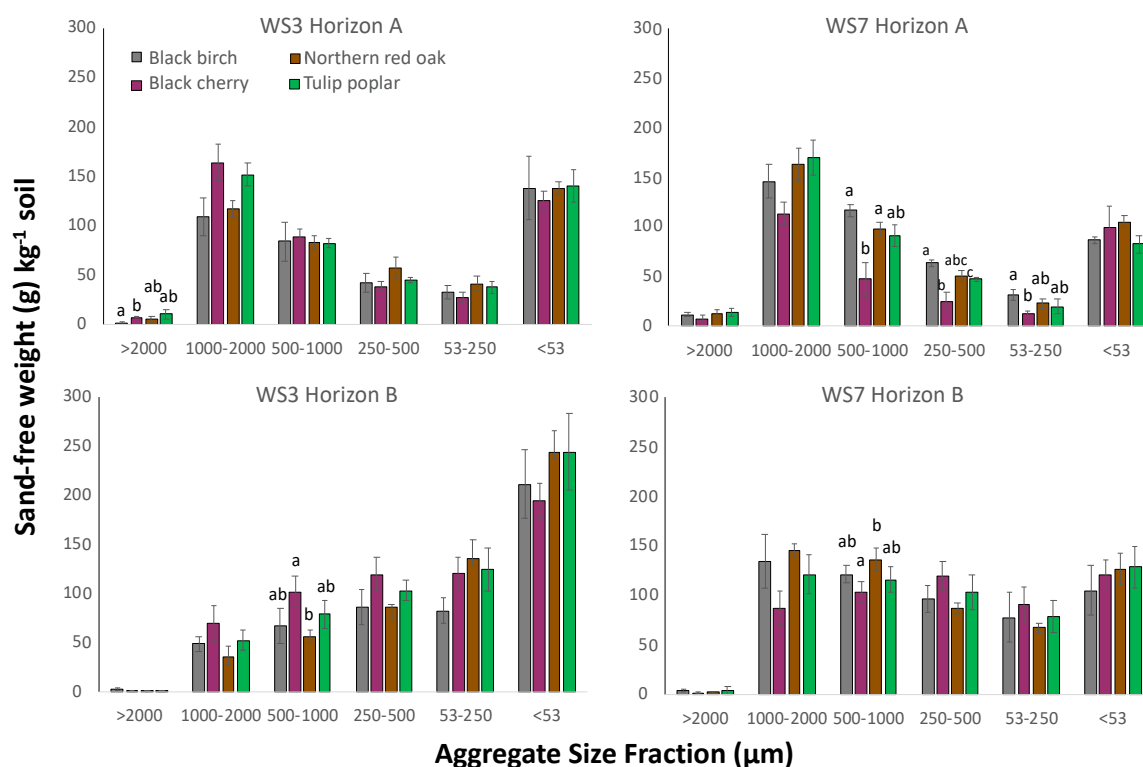 Sand-free weight (g) kg⁻¹ soil
WS3 Horizon A
300
250
200
150
100
50
0
Black birch
Northern red oak
Black cherry
Tulip poplar
a b ab ab
>2000 1000-2000 500-1000 250-500 53-250 <53
WS7 Horizon A
300
250
200
150
100
50
0
a b a ab
a b abc c
a b ab ab
>2000 1000-2000 500-1000 250-500 53-250 <53
WS3 Horizon B
300
250
200
150
100
50
0
ab a b ab
>2000 1000-2000 500-1000 250-500 53-250 <53
WS7 Horizon B
300
250
200
150
100
50
0
ab a b ab
>2000 1000-2000 500-1000 250-500 53-250 <53
Aggregate Size Fraction (µm)